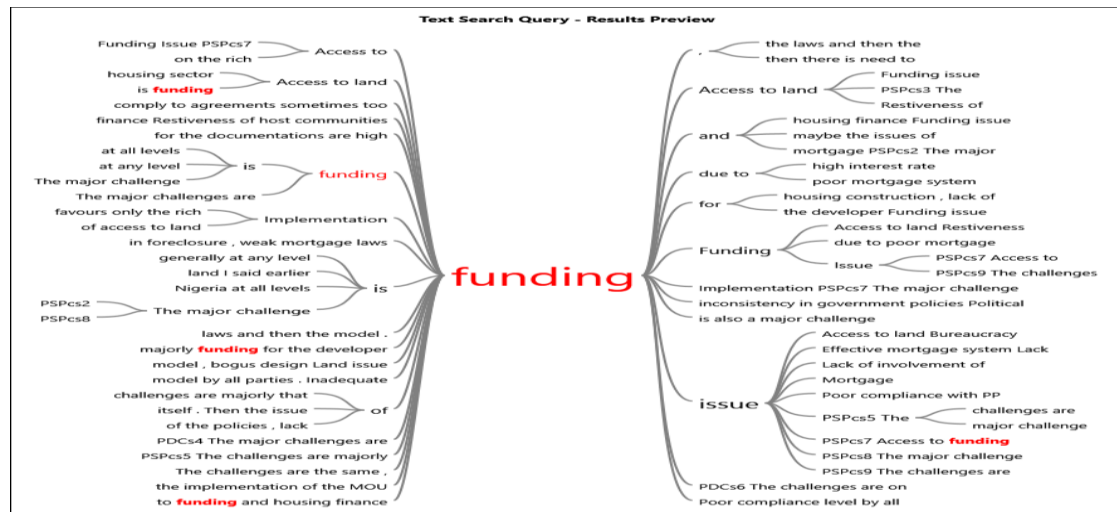 Text Search Query - Results Preview
Funding Issue PSPcs7
on the rich
Access to
housing sector
is funding
Access to land
comply to agreements sometimes too
finance Restiveness of host communities
for the documentations are high
at all levels
at any level
The major challenge
is
The major challenges are
funding
favours only the rich
of access to land
Implementation
in foreclosure , weak mortgage laws
generally at any level
land I said earlier
Nigeria at all levels
PSPcs2
PSPcs8
The major challenge
is
laws and then the model .
majorly funding for the developer
model , bogus design Land issue
model by all parties . Inadequate
challenges are majorly that
itself . Then the issue
of the policies , lack
of
PDCs4 The major challenges are
PSPcs5 The challenges are majorly
The challenges are the same ,
the implementation of the MOU
to funding and housing finance
funding
.
the laws and then the
then there is need to
Access to land
Funding issue
PSPcs3 The
Restiveness of
and
housing finance Funding issue
maybe the issues of
mortgage PSPcs2 The major
due to
high interest rate
poor mortgage system
for
housing construction , lack of
the developer Funding issue
Funding
Access to land Restiveness
due to poor mortgage
Issue
PSPcs7 Access to
PSPcs9 The challenges
Implementation PSPcs7 The major challenge
inconsistency in government policies Political
is also a major challenge
issue
Access to land Bureaucracy
Effective mortgage system Lack
Lack of involvement of
Mortgage
Poor compliance with PP
PSPcs5 The
challenges are
major challenge
PSPcs7 Access to funding
PSPcs8 The major challenge
PSPcs9 The challenges are
PDCs6 The challenges are on
Poor compliance level by all